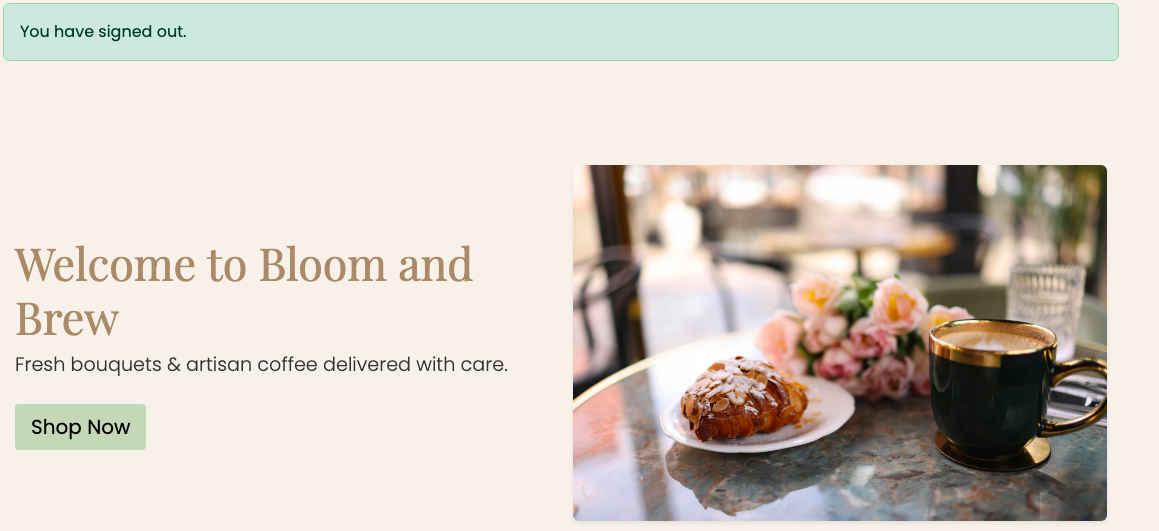 You have signed out.
Welcome to Bloom and
Brew
Fresh bouquets & artisan coffee delivered with care.
Shop Now